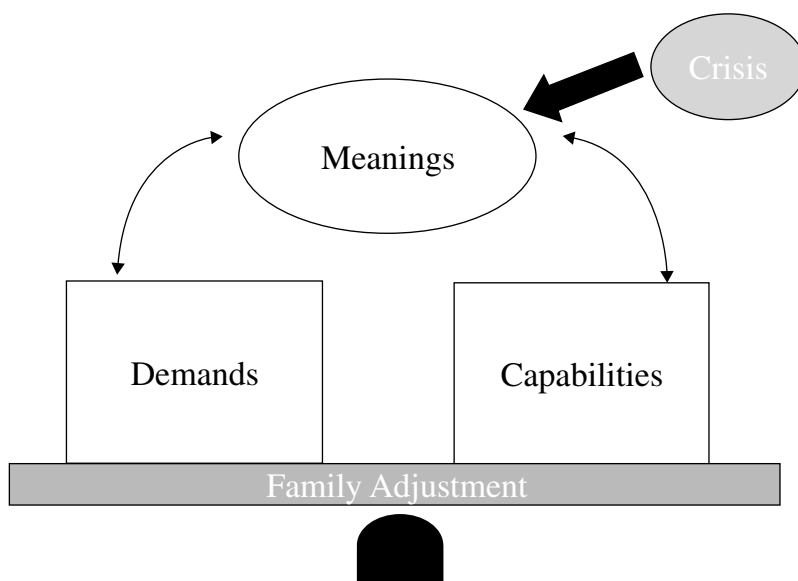 Crisis
Meanings
Demands
Capabilities
Family Adjustment